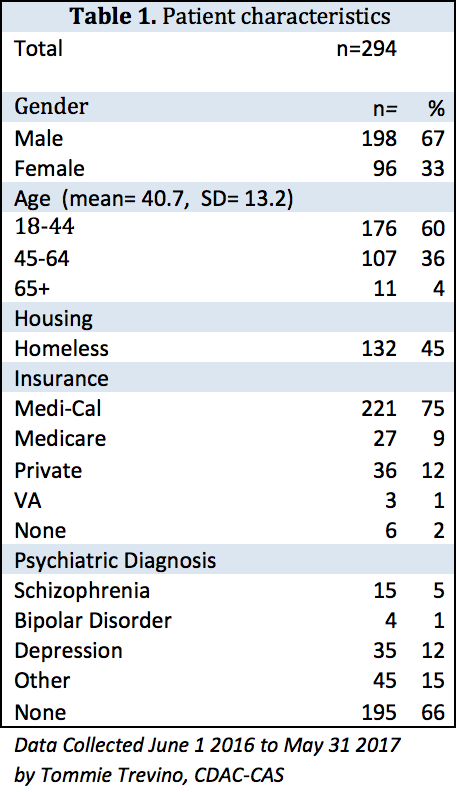 Table 1. Patient characteristics
Total n=294
Gender n= %
Male 198 67
Female 96 33
Age (mean= 40.7, SD= 13.2)
18-44 176 60
45-64 107 36
65+ 11 4
Housing
Homeless 132 45
Insurance
Medi-Cal 221 75
Medicare 27 9
Private 36 12
VA 3 1
None 6 2
Psychiatric Diagnosis
Schizophrenia 15 5
Bipolar Disorder 4 1
Depression 35 12
Other 45 15
None 195 66
Data Collected June 1 2016 to May 31 2017
by Tommie Trevino, CDAC-CAS